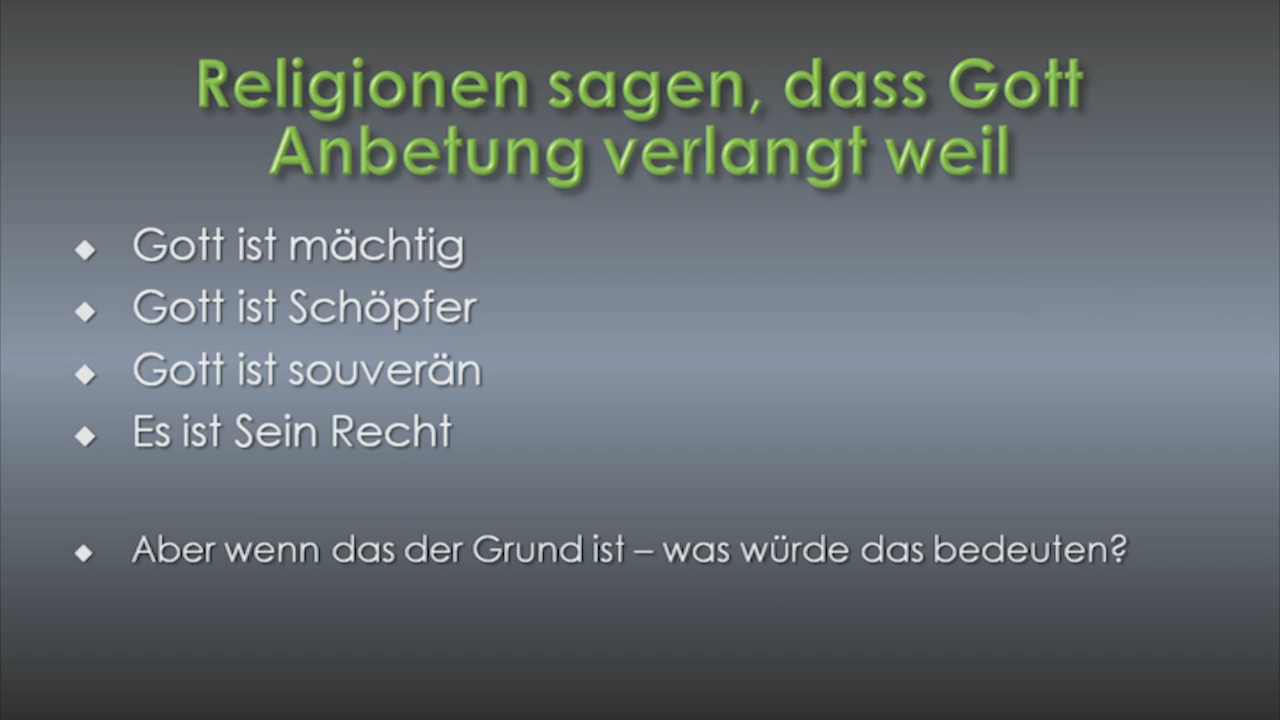 Religionen sagen, dass Gott
Anbetung verlangt weil
◆ Gott ist mächtig
◆ Gott ist Schöpfer
◆ Gott ist souverän
◆ Es ist Sein Recht
◆ Aber wenn das der Grund ist – was würde das bedeuten?